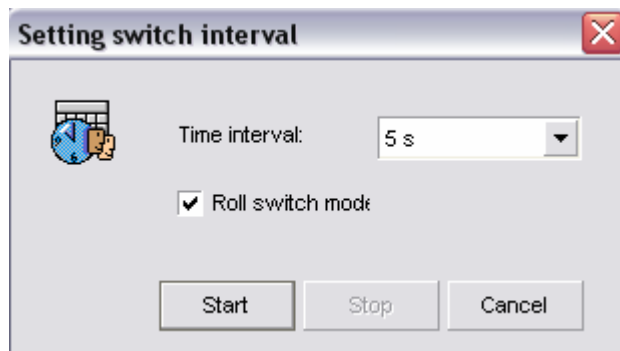 Setting switch interval
Time interval: 5 s
Roll switch mode
Start Stop Cancel